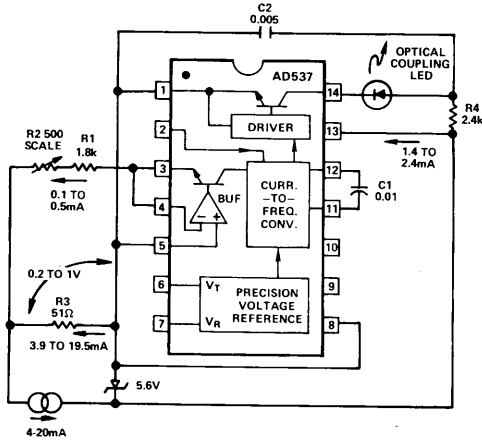 C2
0.005
AD537
OPTICAL
COUPLING
LED
1
14
DRIVER
R4
2.4k
2
13
1.4 TO
2.4mA
R2 500
SCALE
R1
1.8k
3
12
C1
0.01
0.1 TO
0.5mA
BUF
CURR.
–TO–
FREQ.
CONV.
4
11
– +
5
10
0.2 TO 1V
6
VT
PRECISION
VOLTAGE
REFERENCE
9
R3
51Ω
7
VR
8
3.9 TO 19.5mA
5.6V
4-20mA